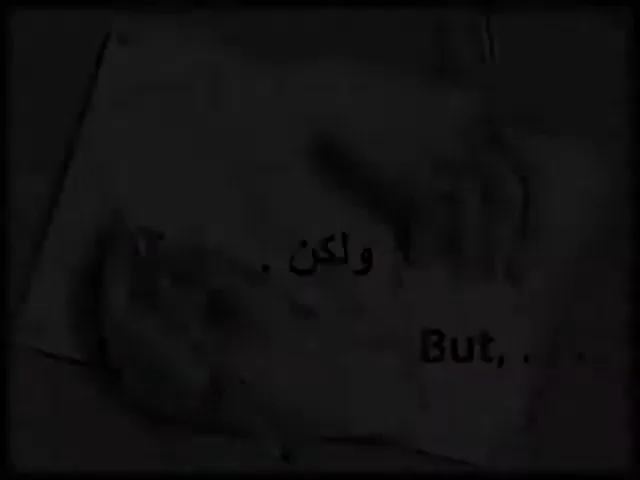 ولكن .
But, . . .